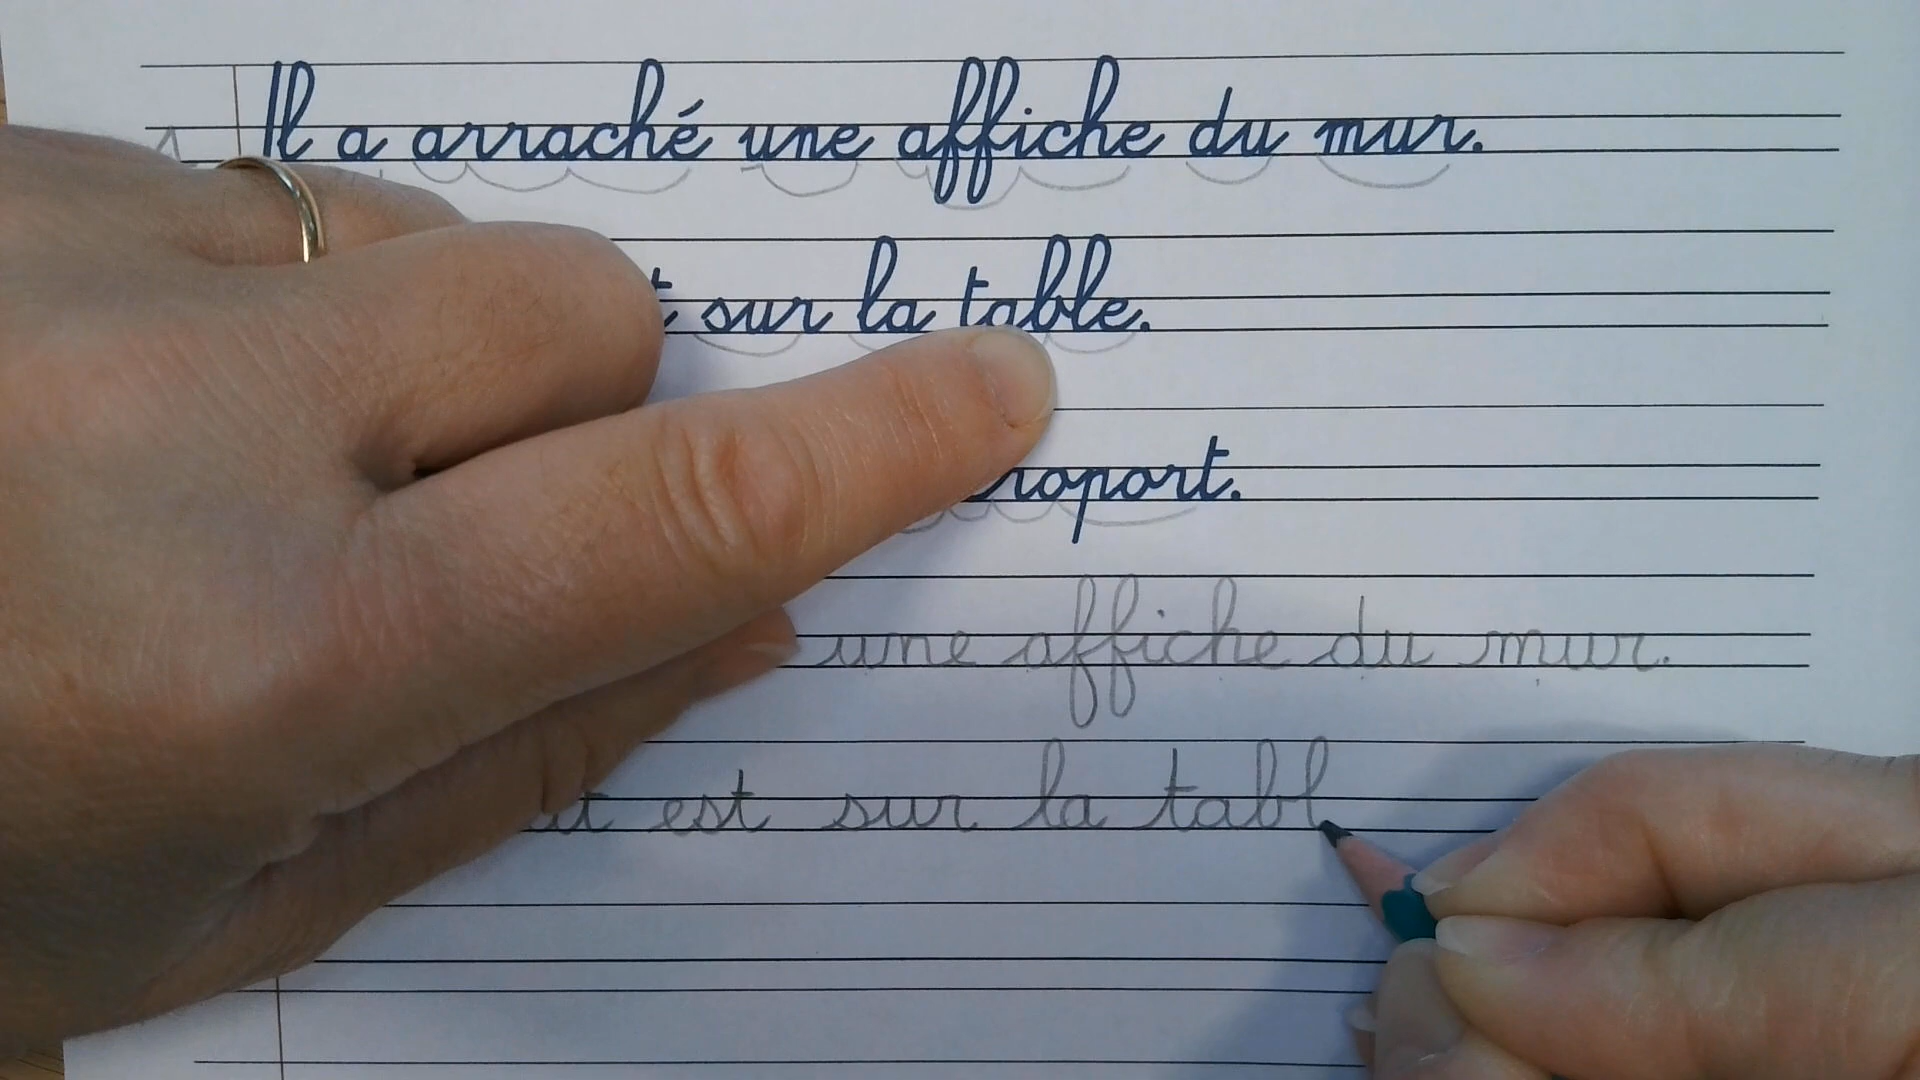 Il a arraché une affiche du mur.
sur la table.
roport.
une affiche du mur.
est sur la tabl